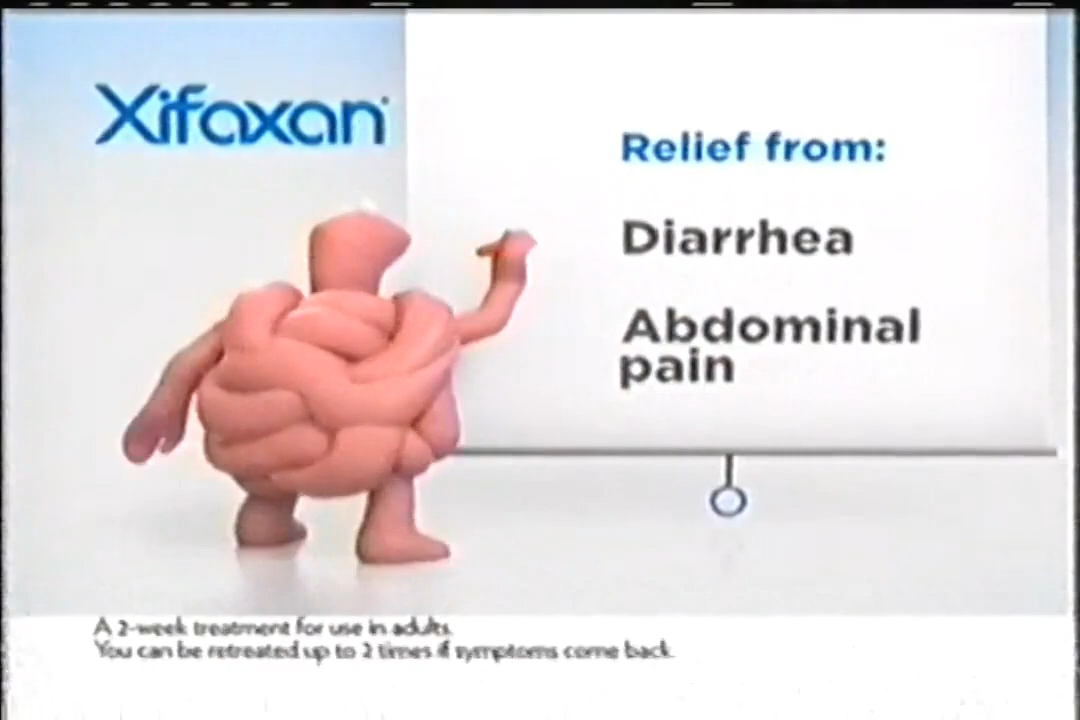 Xifaxan
Relief from:
Diarrhea
Abdominal
pain
A 2-week treatment for use in adults.
You can be retreated up to 2 times if symptoms come back.